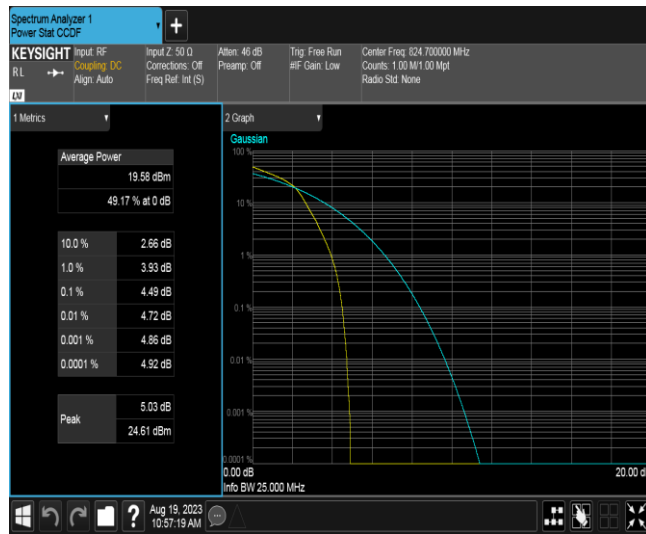 Spectrum Analyzer 1
Power Stat CCDF
+
KEYSIGHT
RL
LXI
Input: RF
Coupling: DC
Align: Auto
Input Z: 50 Ω
Corrections: Off
Freq Ref: Int (S)
Atten: 46 dB
Preamp: Off
Trig: Free Run
#IF Gain: Low
Center Freq: 824.700000 MHz
Counts: 1.00 M/1.00 Mpt
Radio Std: None
1 Metrics
Average Power
19.58 dBm
49.17 % at 0 dB
10.0 % 2.66 dB
1.0 % 3.93 dB
0.1 % 4.49 dB
0.01 % 4.72 dB
0.001 % 4.86 dB
0.0001 % 4.92 dB
Peak
5.03 dB
24.61 dBm
2 Graph
Gaussian
100 %
10 %
1 %
0.1 %
0.01 %
0.001 %
0.0001 %
0.00 dB
20.00 d
Info BW 25.000 MHz
?
Aug 19, 2023
10:57:19 AM